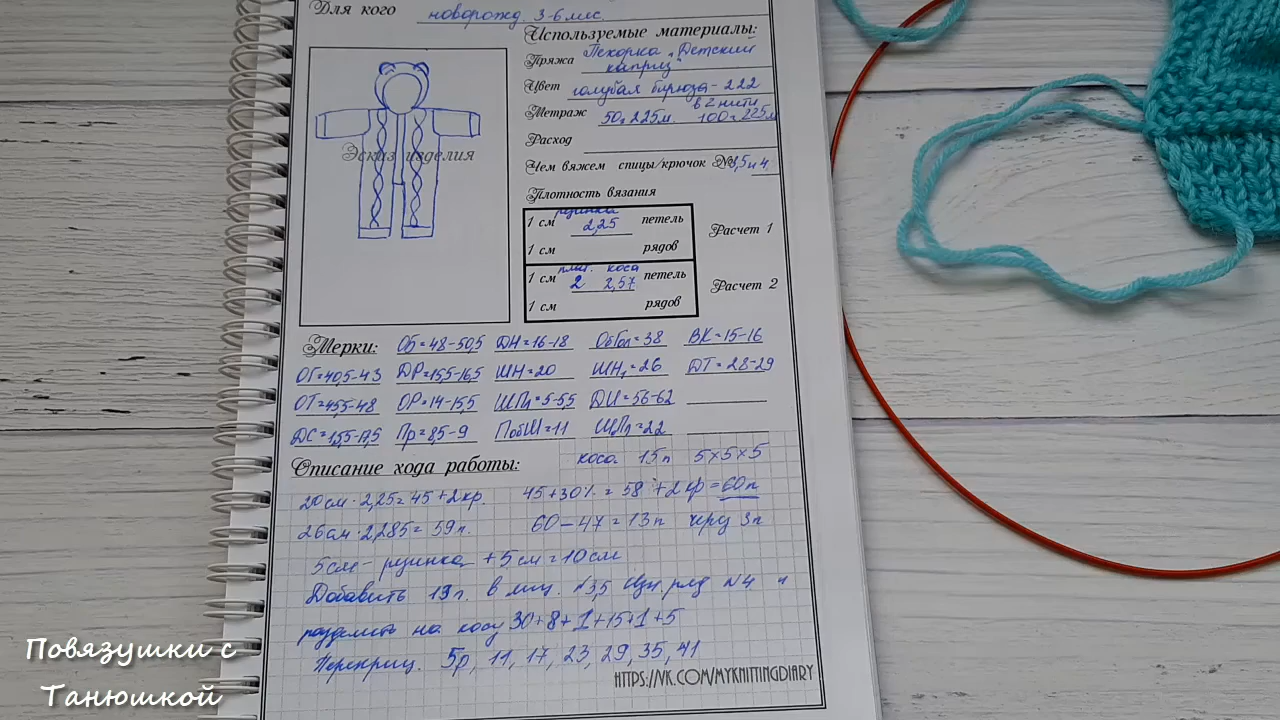 Для кого новорожд. 3-6 мес.
Используемые материалы:
Пряжа Пехорка "Детский каприз"
Цвет голубая бирюза - 222
Метраж 50г 225м. в 2 нити 100г 225м
Расход
Чем вяжем спицы/крючок № 3,5 и 4
Эскиз изделия
Плотность вязания
резинка
1 см 2,25 петель
1 см рядов
Расчет 1
лиц. коса
1 см 2 2,57 петель
1 см рядов
Расчет 2
Мерки: ОБ=48-50,5 ДН=16-18 ОбГол=38 ВК=15-16
ОГ=40,5-43 ДР=15,5-16,5 ШН=20 ШН₁=26 ДТ=28-29
ОТ=45,5-48 ОР=14-15,5 ШПл=5-5,5 ДИ=56-62
ДС=15,5-17,5 Пр=8,5-9 ПобШ=11 ШбПл=22
Описание хода работы: коса 15п 5х5х5
20см·2,25=45+2кр. 45+30%=58+2кр=60п
26см·2,285=59п. 60-47=13п через 3п
5см - резинка +5см=10см
Добавить 13п. в лиц. №3,5 след. ряд №4 и
разделить на косу 30+8+1+15+1+5
Перекрещ. 5р, 11, 17, 23, 29, 35, 41
HTTPS://VK.COM/MYKNITTINGDIARY
Повязушки с
Танюшкой